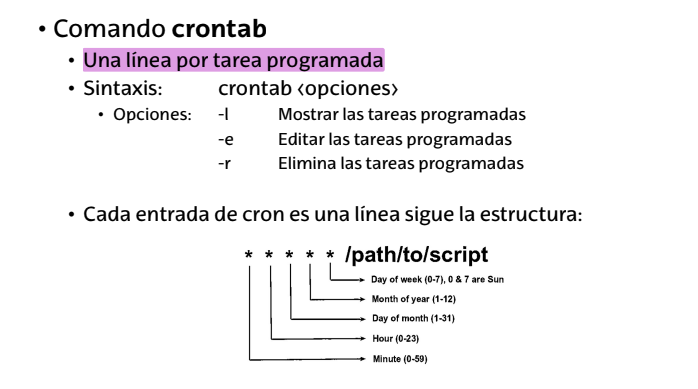 • Comando crontab
• Una línea por tarea programada
• Sintaxis: crontab ‹opciones›
• Opciones: -l Mostrar las tareas programadas
-e Editar las tareas programadas
-r Elimina las tareas programadas
• Cada entrada de cron es una línea sigue la estructura:
* * * * * /path/to/script
Day of week (0-7), 0 & 7 are Sun
Month of year (1-12)
Day of month (1-31)
Hour (0-23)
Minute (0-59)